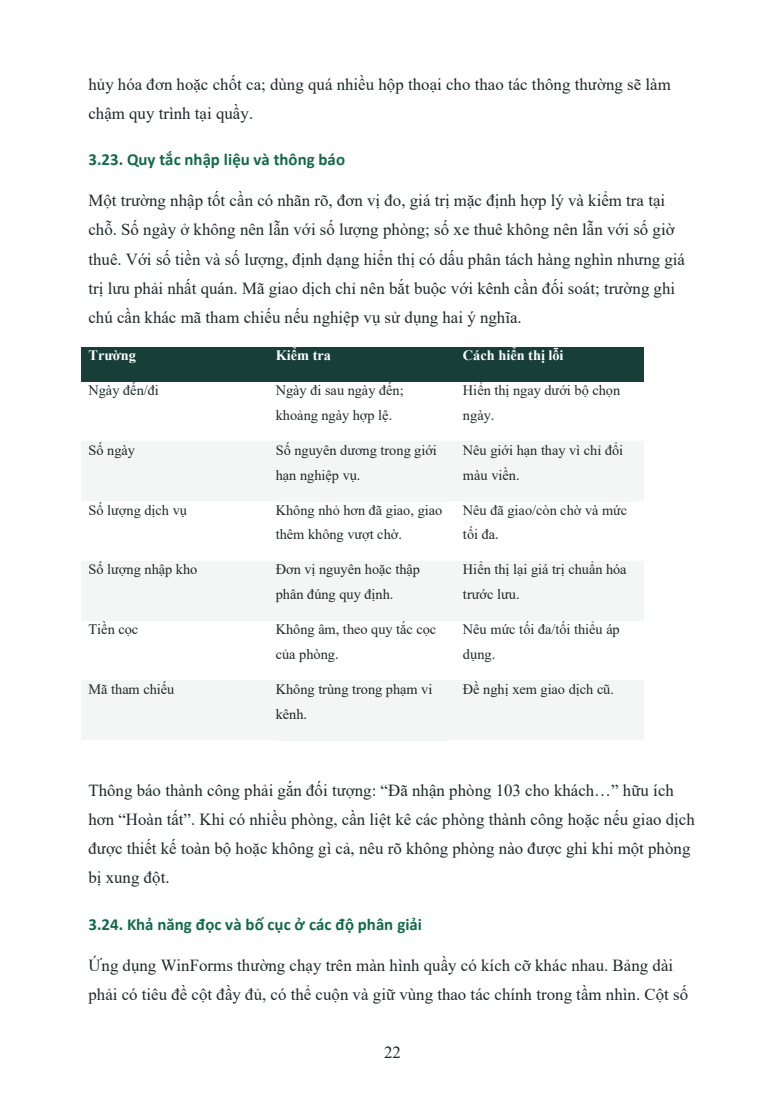 hủy hóa đơn hoặc chốt ca; dùng quá nhiều hộp thoại cho thao tác thông thường sẽ làm
chậm quy trình tại quầy.
3.23. Quy tắc nhập liệu và thông báo
Một trường nhập tốt cần có nhãn rõ, đơn vị đo, giá trị mặc định hợp lý và kiểm tra tại
chỗ. Số ngày ở không nên lẫn với số lượng phòng; số xe thuê không nên lẫn với số giờ
thuê. Với số tiền và số lượng, định dạng hiển thị có dấu phân tách hàng nghìn nhưng giá
trị lưu phải nhất quán. Mã giao dịch chỉ nên bắt buộc với kênh cần đối soát; trường ghi
chú cần khác mã tham chiếu nếu nghiệp vụ sử dụng hai ý nghĩa.
Trường Kiểm tra Cách hiển thị lỗi
Ngày đến/đi Ngày đi sau ngày đến; Hiển thị ngay dưới bộ chọn
khoảng ngày hợp lệ. ngày.
Số ngày Số nguyên dương trong giới Nêu giới hạn thay vì chỉ đổi
hạn nghiệp vụ. màu viền.
Số lượng dịch vụ Không nhỏ hơn đã giao, giao Nêu đã giao/còn chờ và mức
thêm không vượt chờ. tối đa.
Số lượng nhập kho Đơn vị nguyên hoặc thập Hiển thị lại giá trị chuẩn hóa
phân đúng quy định. trước lưu.
Tiền cọc Không âm, theo quy tắc cọc Nêu mức tối đa/tối thiểu áp
của phòng. dụng.
Mã tham chiếu Không trùng trong phạm vi Đề nghị xem giao dịch cũ.
kênh.
Thông báo thành công phải gắn đối tượng: “Đã nhận phòng 103 cho khách…” hữu ích
hơn “Hoàn tất”. Khi có nhiều phòng, cần liệt kê các phòng thành công hoặc nếu giao dịch
được thiết kế toàn bộ hoặc không gì cả, nêu rõ không phòng nào được ghi khi một phòng
bị xung đột.
3.24. Khả năng đọc và bố cục ở các độ phân giải
Ứng dụng WinForms thường chạy trên màn hình quầy có kích cỡ khác nhau. Bảng dài
phải có tiêu đề cột đầy đủ, có thể cuộn và giữ vùng thao tác chính trong tầm nhìn. Cột số
22